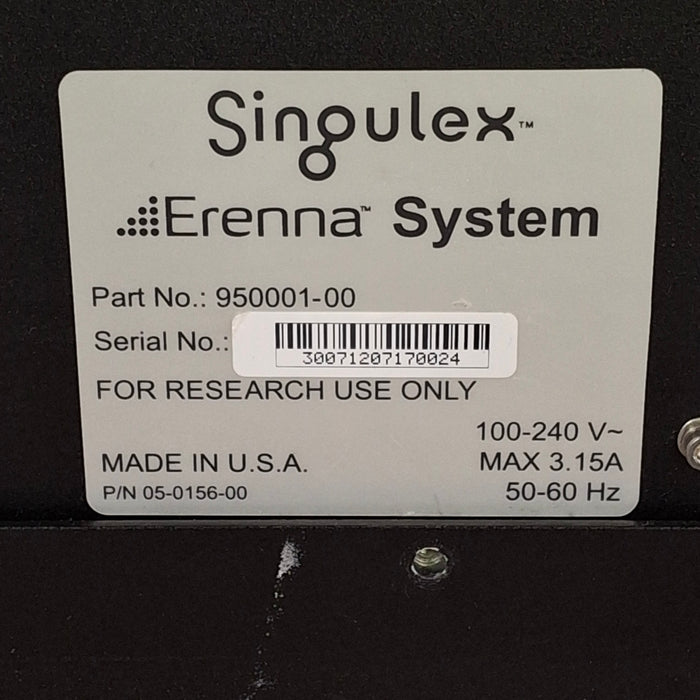 Singulex™
Erenna™ System
Part No.: 950001-00
Serial No.:
30071207170024
FOR RESEARCH USE ONLY
100-240 V~
MADE IN U.S.A.
MAX 3.15A
P/N 05-0156-00
50-60 Hz